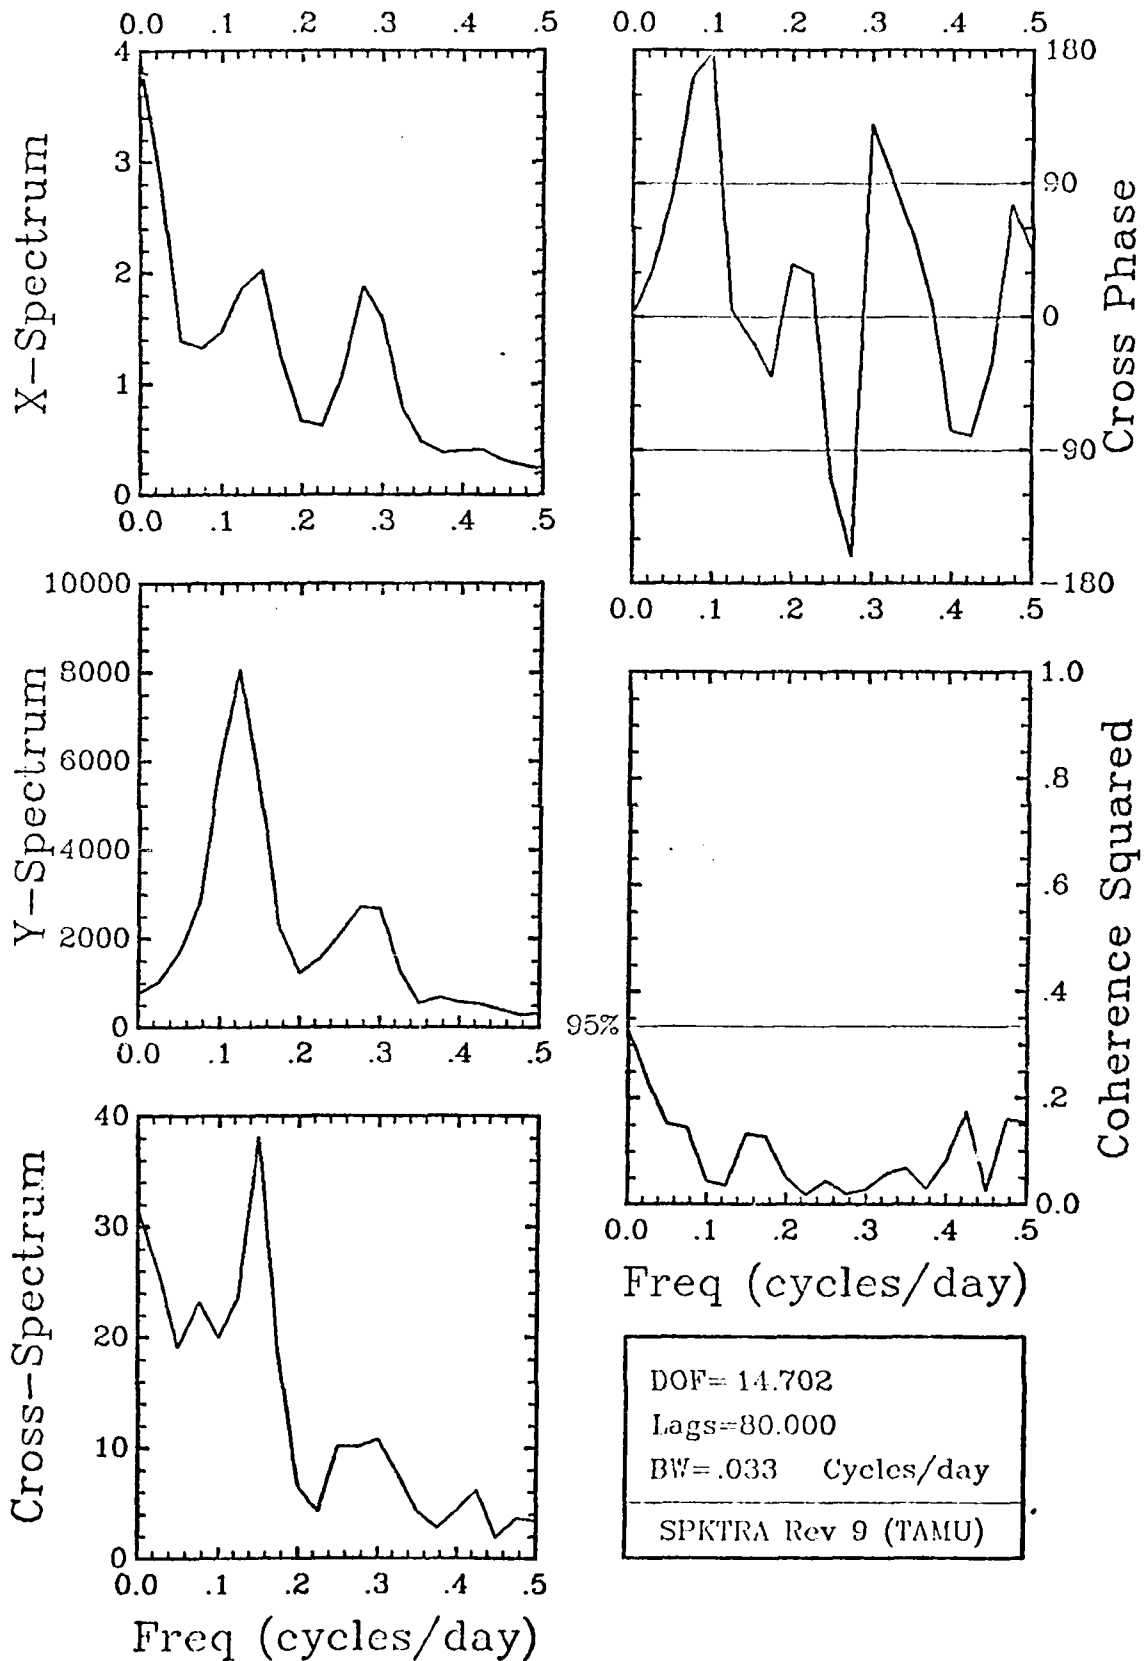 0.0 .1 .2 .3 .4 .5
4
3
2
1
0
X-Spectrum
0.0 .1 .2 .3 .4 .5
10000
8000
6000
4000
2000
0
Y-Spectrum
0.0 .1 .2 .3 .4 .5
40
30
20
10
0
Cross-Spectrum
0.0 .1 .2 .3 .4 .5
Freq (cycles/day)
0.0 .1 .2 .3 .4 .5
180
90
0
-90
-180
Cross Phase
0.0 .1 .2 .3 .4 .5
1.0
.8
.6
.4
.2
0.0
95%
Coherence Squared
0.0 .1 .2 .3 .4 .5
Freq (cycles/day)
DOF= 14.702
Lags=80.000
BW=.033 Cycles/day
SPKTRA Rev 9 (TAMU)